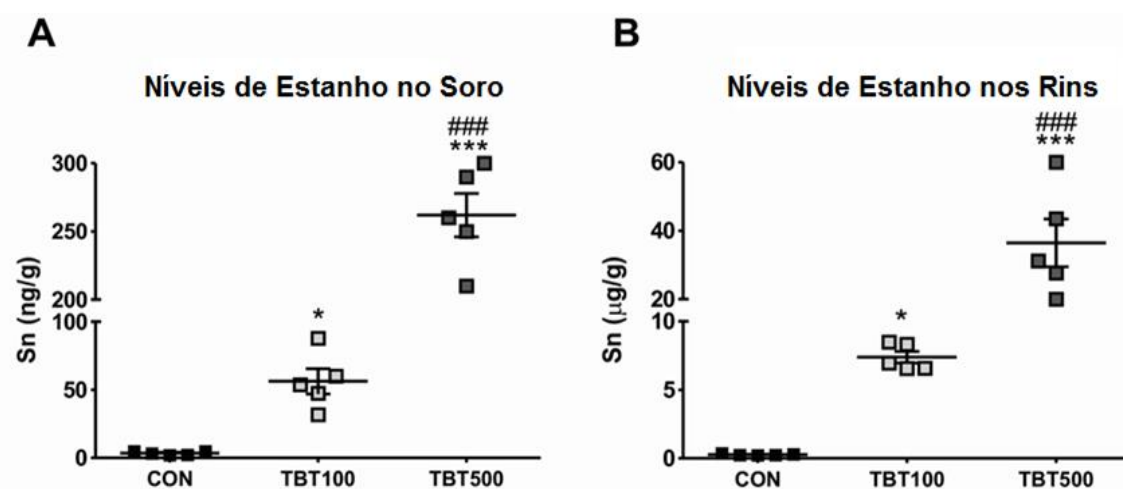 A
Níveis de Estanho no Soro
###
***
300
250
200
100
50
0
*
Sn (ng/g)
CON
TBT100
TBT500
B
Níveis de Estanho nos Rins
###
***
60
40
20
10
5
0
*
Sn (µg/g)
CON
TBT100
TBT500